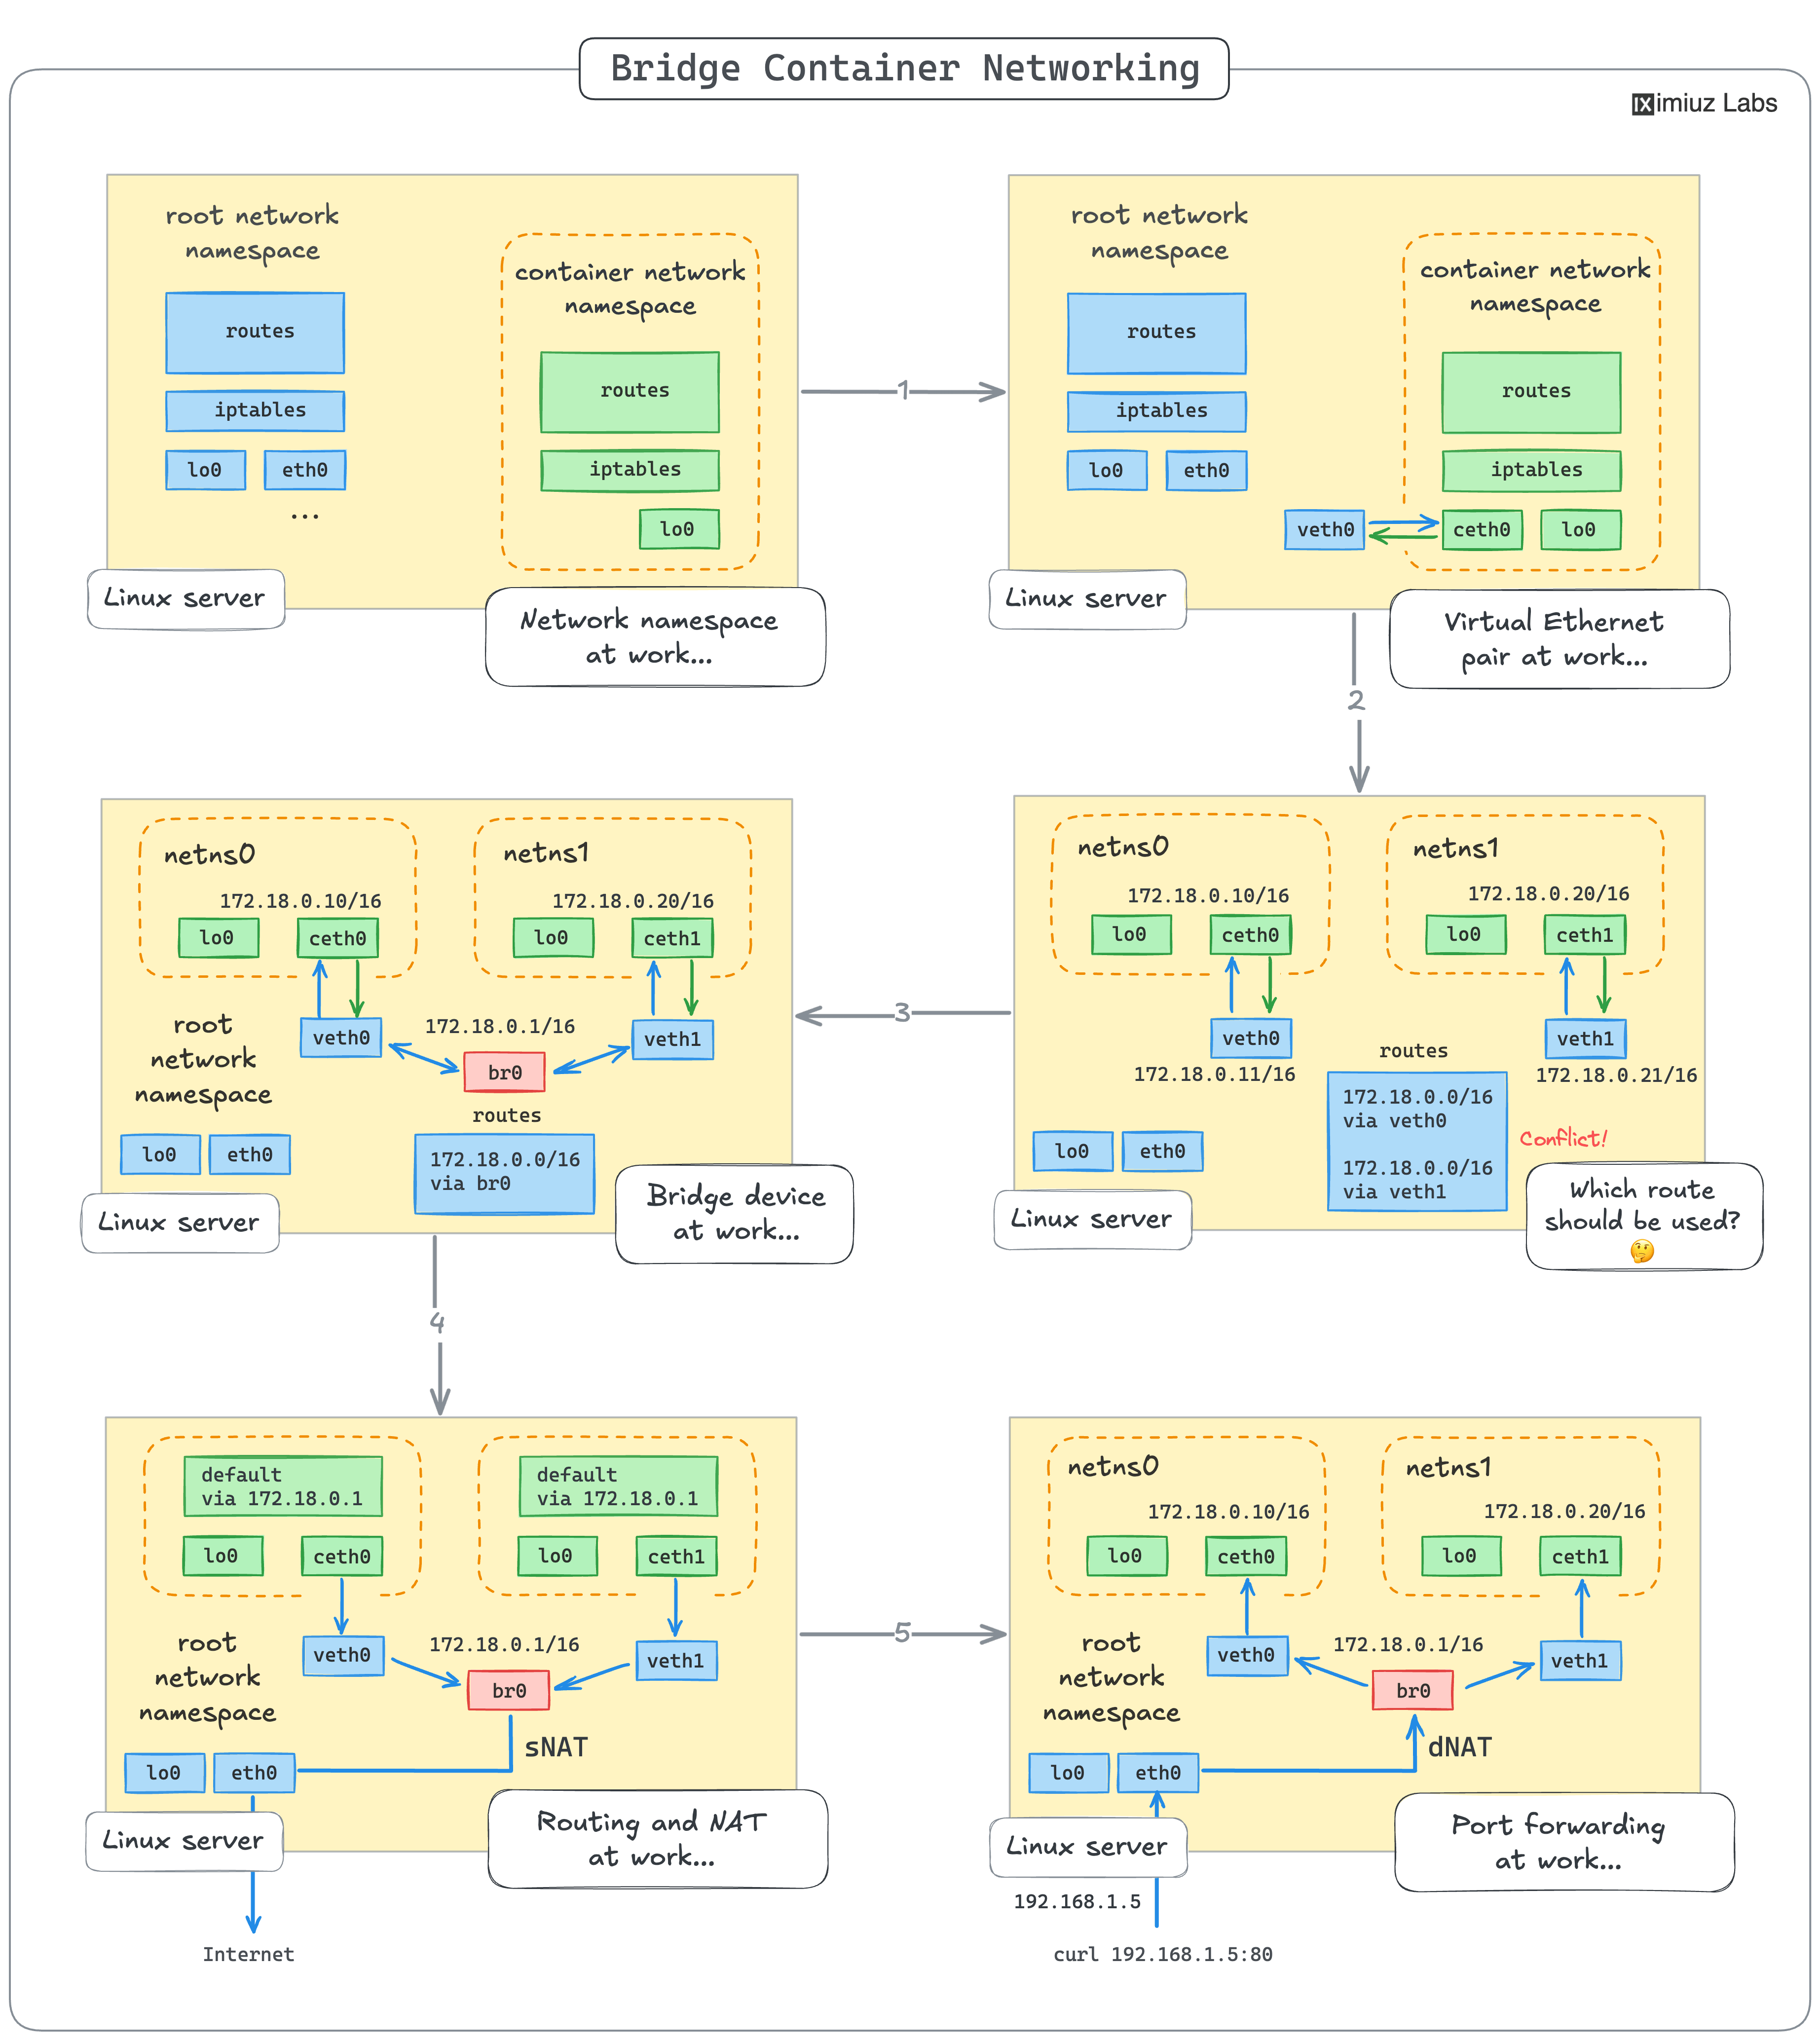 Bridge Container Networking
iximiuz Labs
root network
namespace
routes
iptables
lo0
eth0
...
container network
namespace
routes
iptables
lo0
Linux server
Network namespace
at work...
1
root network
namespace
routes
iptables
lo0
eth0
container network
namespace
routes
iptables
veth0
ceth0
lo0
Linux server
Virtual Ethernet
pair at work...
2
netns0
172.18.0.10/16
lo0
ceth0
netns1
172.18.0.20/16
lo0
ceth1
veth0
172.18.0.11/16
veth1
172.18.0.21/16
routes
172.18.0.0/16
via veth0
172.18.0.0/16
via veth1
Conflict!
lo0
eth0
Linux server
Which route
should be used?
🤔
3
netns0
172.18.0.10/16
lo0
ceth0
netns1
172.18.0.20/16
lo0
ceth1
root
network
namespace
veth0
172.18.0.1/16
br0
veth1
routes
172.18.0.0/16
via br0
lo0
eth0
Linux server
Bridge device
at work...
4
default
via 172.18.0.1
lo0
ceth0
default
via 172.18.0.1
lo0
ceth1
root
network
namespace
veth0
172.18.0.1/16
br0
veth1
sNAT
lo0
eth0
Linux server
Routing and NAT
at work...
Internet
5
netns0
172.18.0.10/16
lo0
ceth0
netns1
172.18.0.20/16
lo0
ceth1
root
network
namespace
veth0
172.18.0.1/16
br0
veth1
dNAT
lo0
eth0
Linux server
Port forwarding
at work...
192.168.1.5
curl 192.168.1.5:80